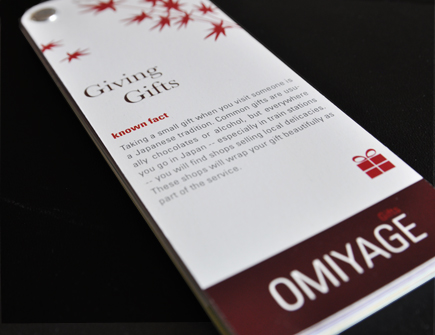 Giving
Gifts
known fact
Taking a small gift when you visit someone is
a Japanese tradition. Common gifts are usu-
ally chocolates or alcohol, but everywhere
you go in Japan -- especially in train stations
-- you will find shops selling local delicacies.
These shops will wrap your gift beautifully as
part of the service.
Gifts
OMIYAGE